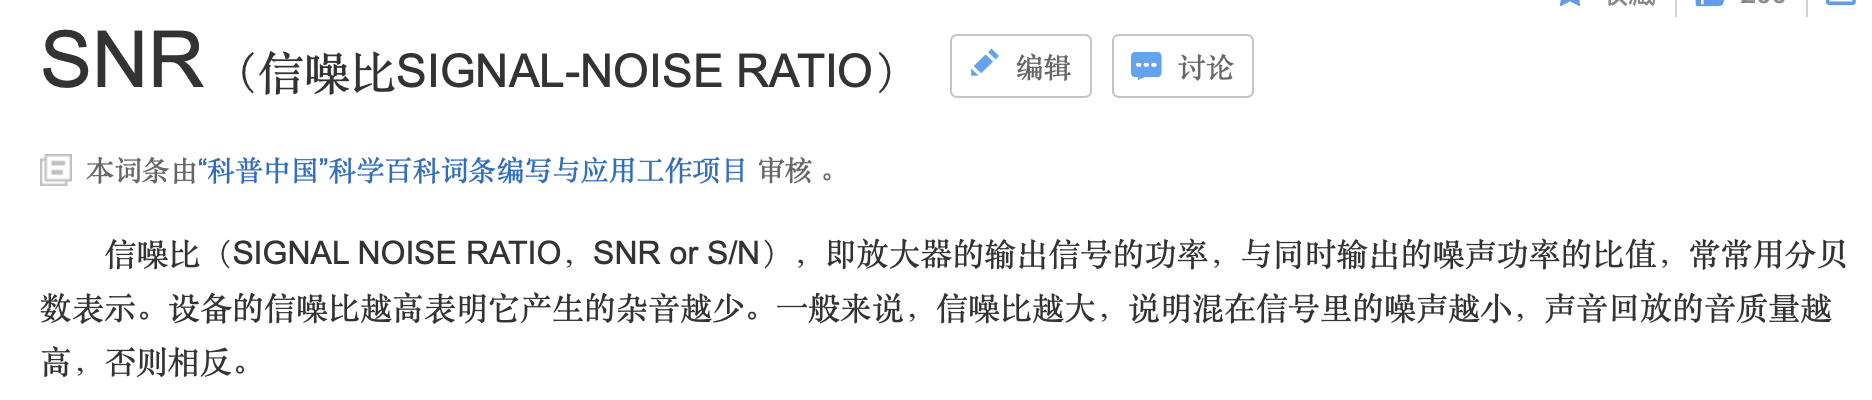 SNR（信噪比SIGNAL-NOISE RATIO）
编辑
讨论
本词条由“科普中国”科学百科词条编写与应用工作项目 审核 。
信噪比（SIGNAL NOISE RATIO，SNR or S/N），即放大器的输出信号的功率，与同时输出的噪声功率的比值，常常用分贝
数表示。设备的信噪比越高表明它产生的杂音越少。一般来说，信噪比越大，说明混在信号里的噪声越小，声音回放的音质量越
高，否则相反。